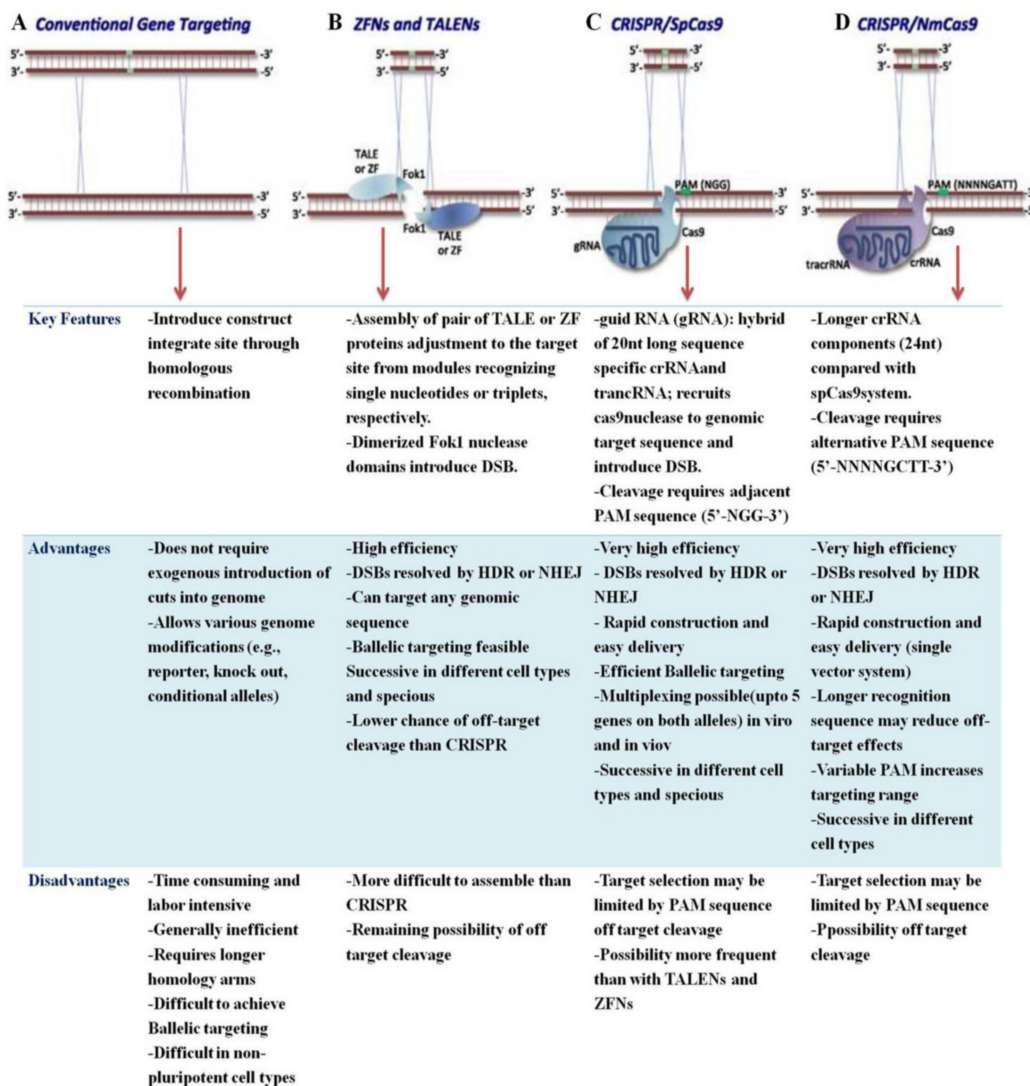 A Conventional Gene Targeting
B ZFNs and TALENs
C CRISPR/SpCas9
D CRISPR/NmCas9
5’- -3’
3’- -5’
5’- -3’
3’- -5’
5’- -3’
3’- -5’
5’- -3’
3’- -5’
TALE
or ZF
Fok1
5’- -3’
3’- -5’
Fok1
TALE
or ZF
5’- -3’
3’- -5’
PAM (NGG)
5’- -3’
3’- -5’
Cas9
gRNA
5’- -3’
3’- -5’
PAM (NNNNGATT)
5’- -3’
3’- -5’
Cas9
tracrRNA
crRNA
Key Features
-Introduce construct
integrate site through
homologous
recombination
-Assembly of pair of TALE or ZF
proteins adjustment to the target
site from modules recognizing
single nucleotides or triplets,
respectively.
-Dimerized Fok1 nuclease
domains introduce DSB.
-guid RNA (gRNA): hybrid
of 20nt long sequence
specific crRNAand
trancRNA; recruits
cas9nuclease to genomic
target sequence and
introduce DSB.
-Cleavage requires adjacent
PAM sequence (5’-NGG-3’)
-Longer crRNA
components (24nt)
compared with
spCas9system.
-Cleavage requires
alternative PAM sequence
(5’-NNNNGCTT-3’)
Advantages
-Does not require
exogenous introduction of
cuts into genome
-Allows various genome
modifications (e.g.,
reporter, knock out,
conditional alleles)
-High efficiency
-DSBs resolved by HDR or NHEJ
-Can target any genomic
sequence
-Ballelic targeting feasible
Successive in different cell types
and specious
-Lower chance of off-target
cleavage than CRISPR
-Very high efficiency
- DSBs resolved by HDR or
NHEJ
- Rapid construction and
easy delivery
-Efficient Ballelic targeting
-Multiplexing possible(upto 5
genes on both alleles) in viro
and in viov
-Successive in different cell
types and specious
-Very high efficiency
-DSBs resolved by HDR
or NHEJ
-Rapid construction and
easy delivery (single
vector system)
-Longer recognition
sequence may reduce off-
target effects
-Variable PAM increases
targeting range
-Successive in different
cell types
Disadvantages
-Time consuming and
labor intensive
-Generally inefficient
-Requires longer
homology arms
-Difficult to achieve
Ballelic targeting
-Difficult in non-
pluripotent cell types
-More difficult to assemble than
CRISPR
-Remaining possibility of off
target cleavage
-Target selection may be
limited by PAM sequence
off target cleavage
-Possibility more frequent
than with TALENs and
ZFNs
-Target selection may be
limited by PAM sequence
-Ppossibility off target
cleavage